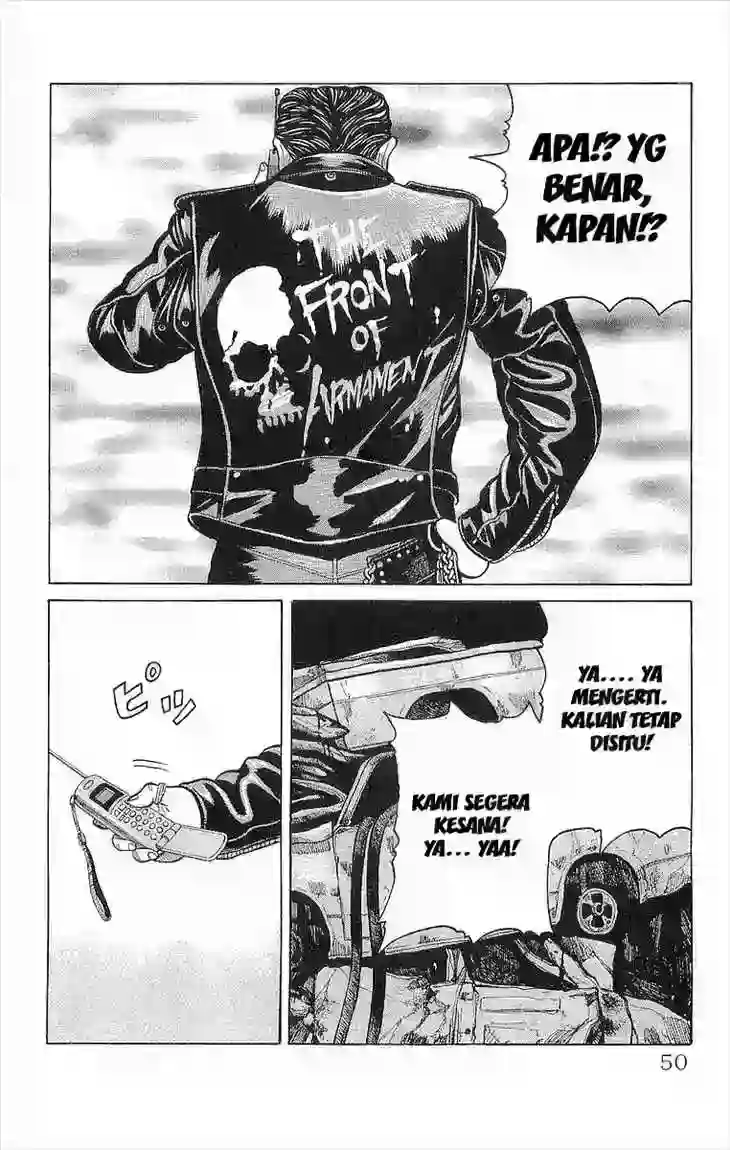 APA!? YG
BENAR,
KAPAN!?
THE
FRONT
OF
ARMAMENT
YA.... YA
MENGERTI.
KALIAN TETAP
DISITU!
KAMI SEGERA
KESANA!
YA... YAA!
ピッ
50